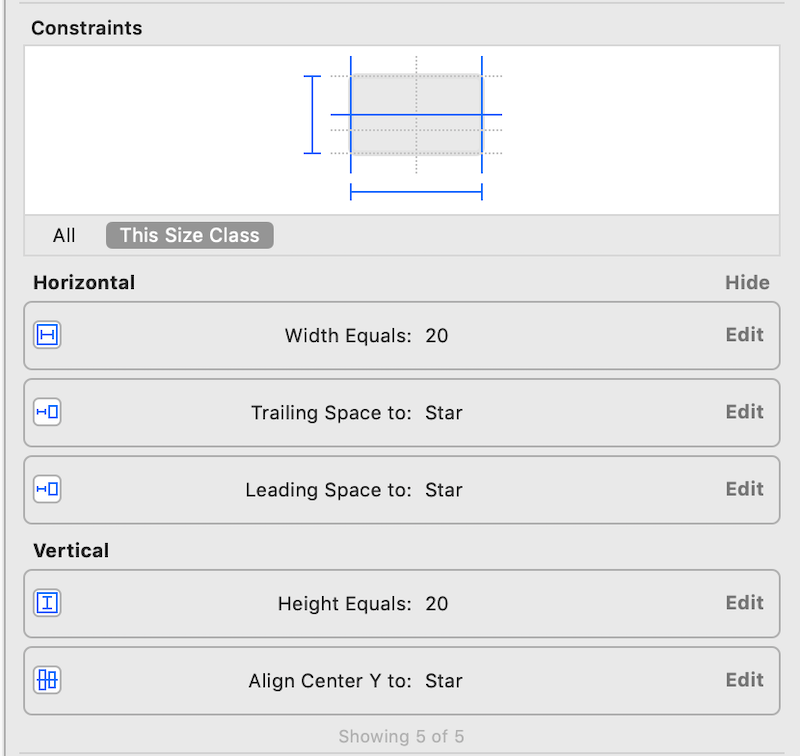 Constraints
All This Size Class
Horizontal Hide
Width Equals: 20 Edit
Trailing Space to: Star Edit
Leading Space to: Star Edit
Vertical
Height Equals: 20 Edit
Align Center Y to: Star Edit
Showing 5 of 5